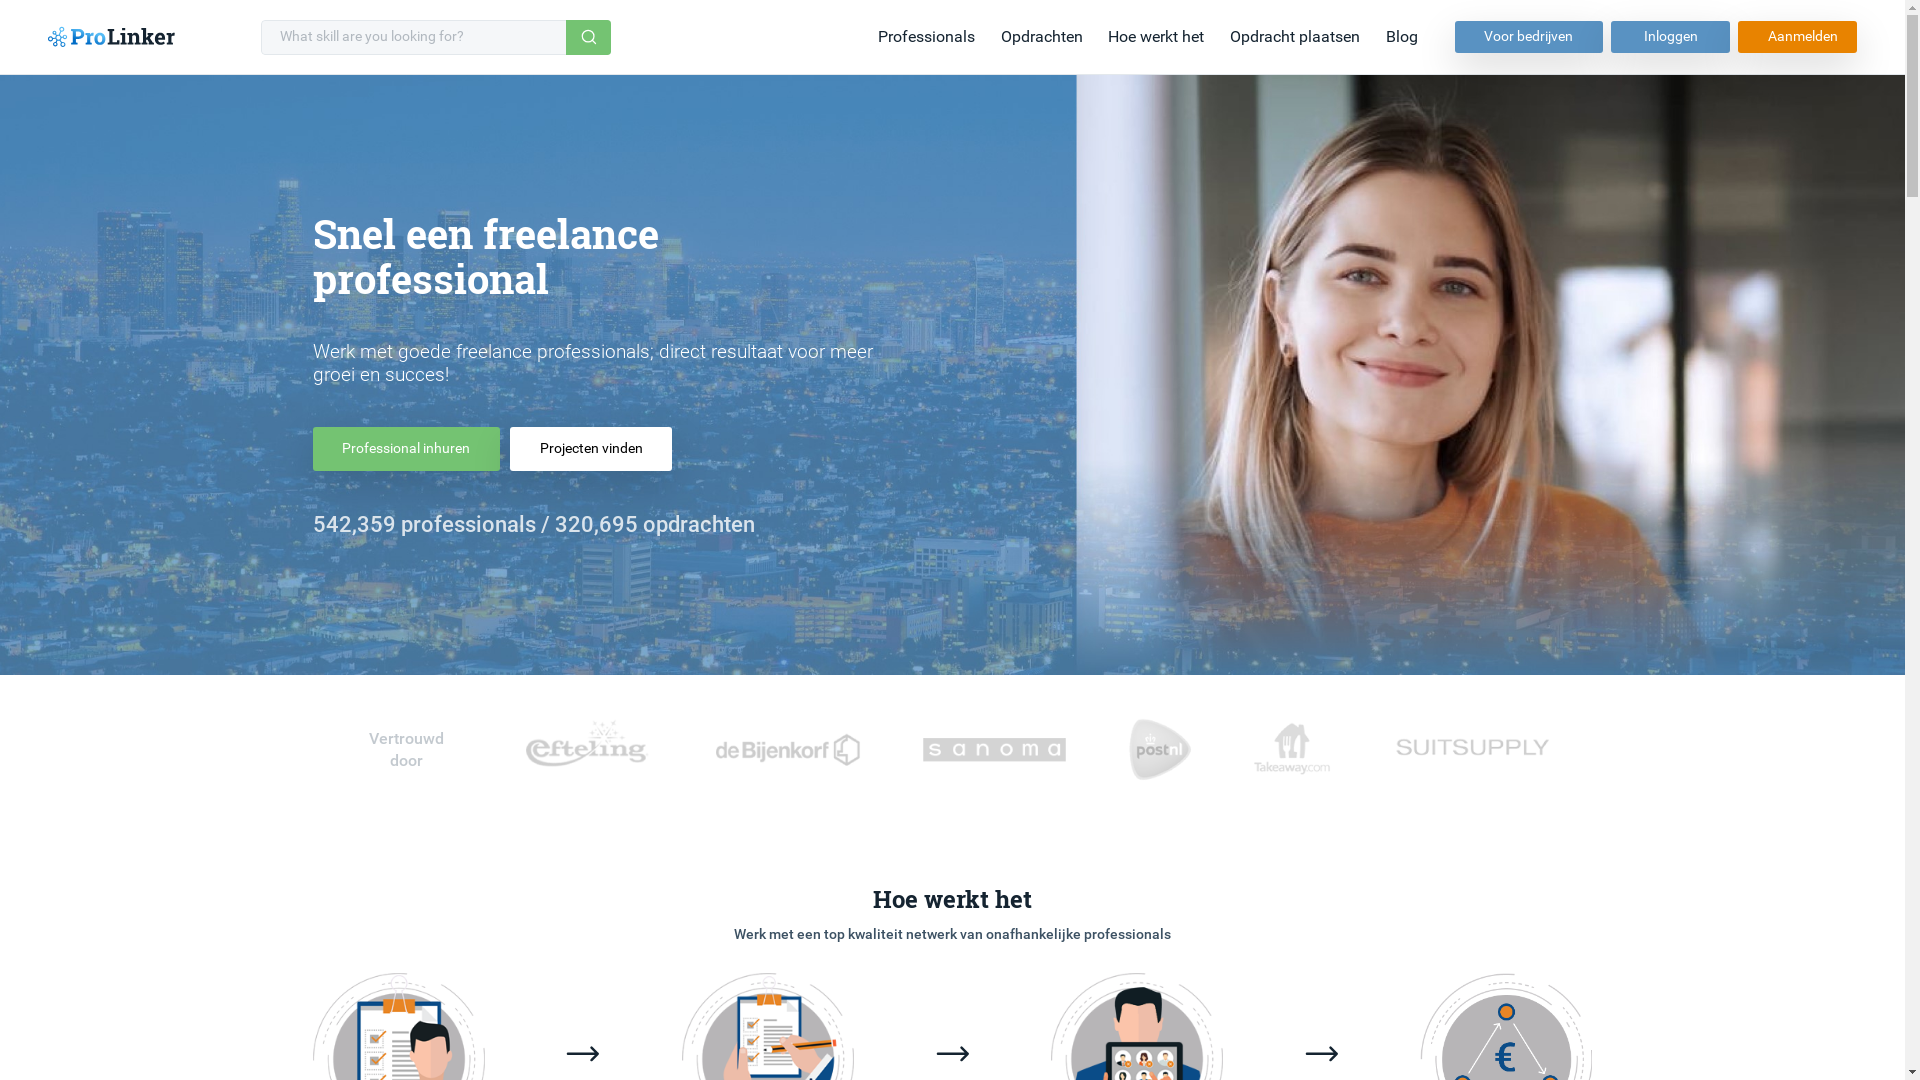 ProLinker
What skill are you looking for?
Professionals
Opdrachten
Hoe werkt het
Opdracht plaatsen
Blog
Voor bedrijven
Inloggen
Aanmelden
Snel een freelance
professional
Werk met goede freelance professionals; direct resultaat voor meer
groei en succes!
Professional inhuren
Projecten vinden
542,359 professionals / 320,695 opdrachten
Vertrouwd
door
efteling
de Bijenkorf
sanoma
postnl
Takeaway.com
SUITSUPPLY
Hoe werkt het
Werk met een top kwaliteit netwerk van onafhankelijke professionals
€